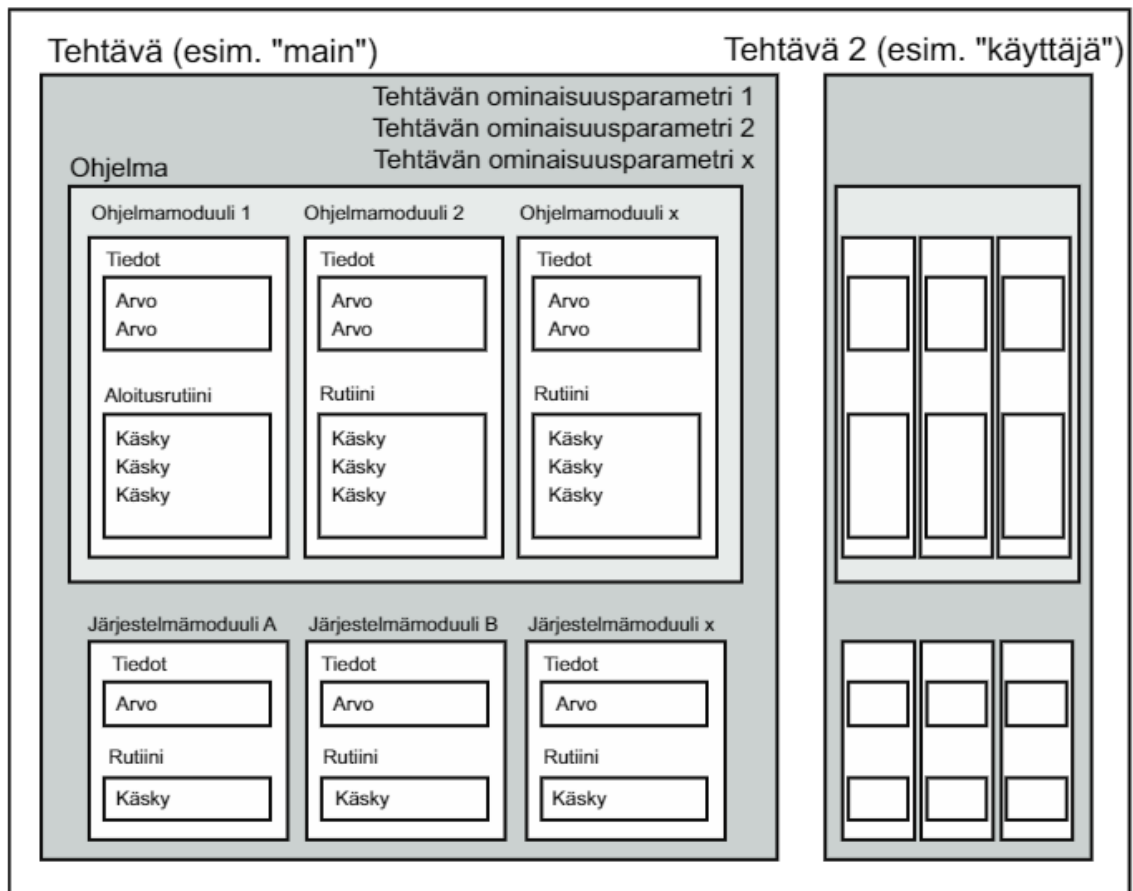 Tehtävä (esim. "main")
Tehtävä 2 (esim. "käyttäjä")
Tehtävän ominaisuusparametri 1
Tehtävän ominaisuusparametri 2
Tehtävän ominaisuusparametri x
Ohjelma
Ohjelmamoduuli 1
Tiedot
Arvo
Arvo
Aloitusrutiini
Käsky
Käsky
Käsky
Ohjelmamoduuli 2
Tiedot
Arvo
Arvo
Rutiini
Käsky
Käsky
Käsky
Ohjelmamoduuli x
Tiedot
Arvo
Arvo
Rutiini
Käsky
Käsky
Käsky
Järjestelmämoduuli A
Tiedot
Arvo
Rutiini
Käsky
Järjestelmämoduuli B
Tiedot
Arvo
Rutiini
Käsky
Järjestelmämoduuli x
Tiedot
Arvo
Rutiini
Käsky